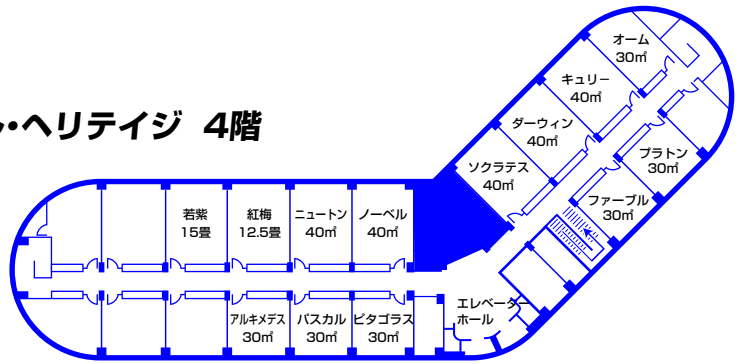 ル・ヘリテイジ 4階
オーム
30㎡
キュリー
40㎡
ダーウィン
40㎡
ソクラテス
40㎡
プラトン
30㎡
ファーブル
30㎡
若紫
15畳
紅梅
12.5畳
ニュートン
40㎡
ノーベル
40㎡
エレベーター
ホール
アルキメデス
30㎡
パスカル
30㎡
ピタゴラス
30㎡